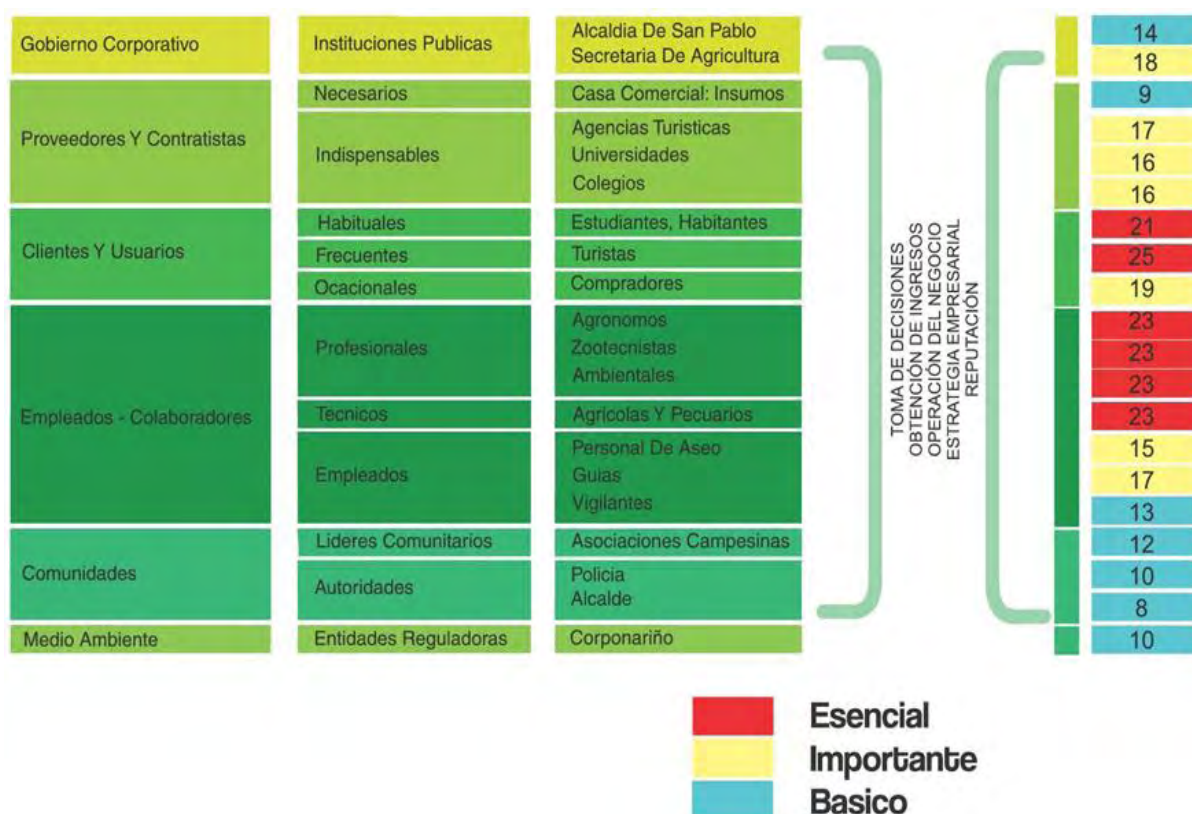 Gobierno Corporativo
Instituciones Publicas
Alcaldia De San Pablo
Secretaria De Agricultura
14
18
Proveedores Y Contratistas
Necesarios
Casa Comercial: Insumos
9
Indispensables
Agencias Turisticas
Universidades
Colegios
17
16
16
Clientes Y Usuarios
Habituales
Estudiantes, Habitantes
21
Frecuentes
Turistas
25
Ocacionales
Compradores
19
Empleados - Colaboradores
Profesionales
Agronomos
Zootecnistas
Ambientales
23
23
23
Tecnicos
Agricolas Y Pecuarios
23
Empleados
Personal De Aseo
Guias
Vigilantes
15
17
13
Comunidades
Lideres Comunitarios
Asociaciones Campesinas
12
Autoridades
Policia
Alcalde
10
8
Medio Ambiente
Entidades Reguladoras
Corponariño
10
TOMA DE DECISIONES
OBTENCIÓN DE INGRESOS
OPERACIÓN DEL NEGOCIO
ESTRATEGIA EMPRESARIAL
REPUTACIÓN
Esencial
Importante
Basico